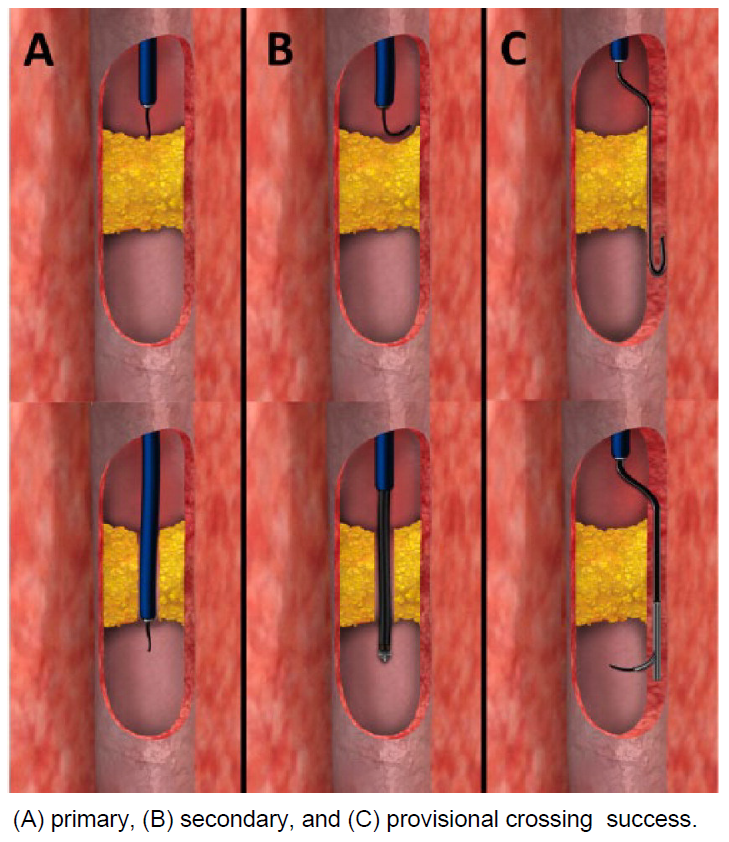 A B C
(A) primary, (B) secondary, and (C) provisional crossing  success.